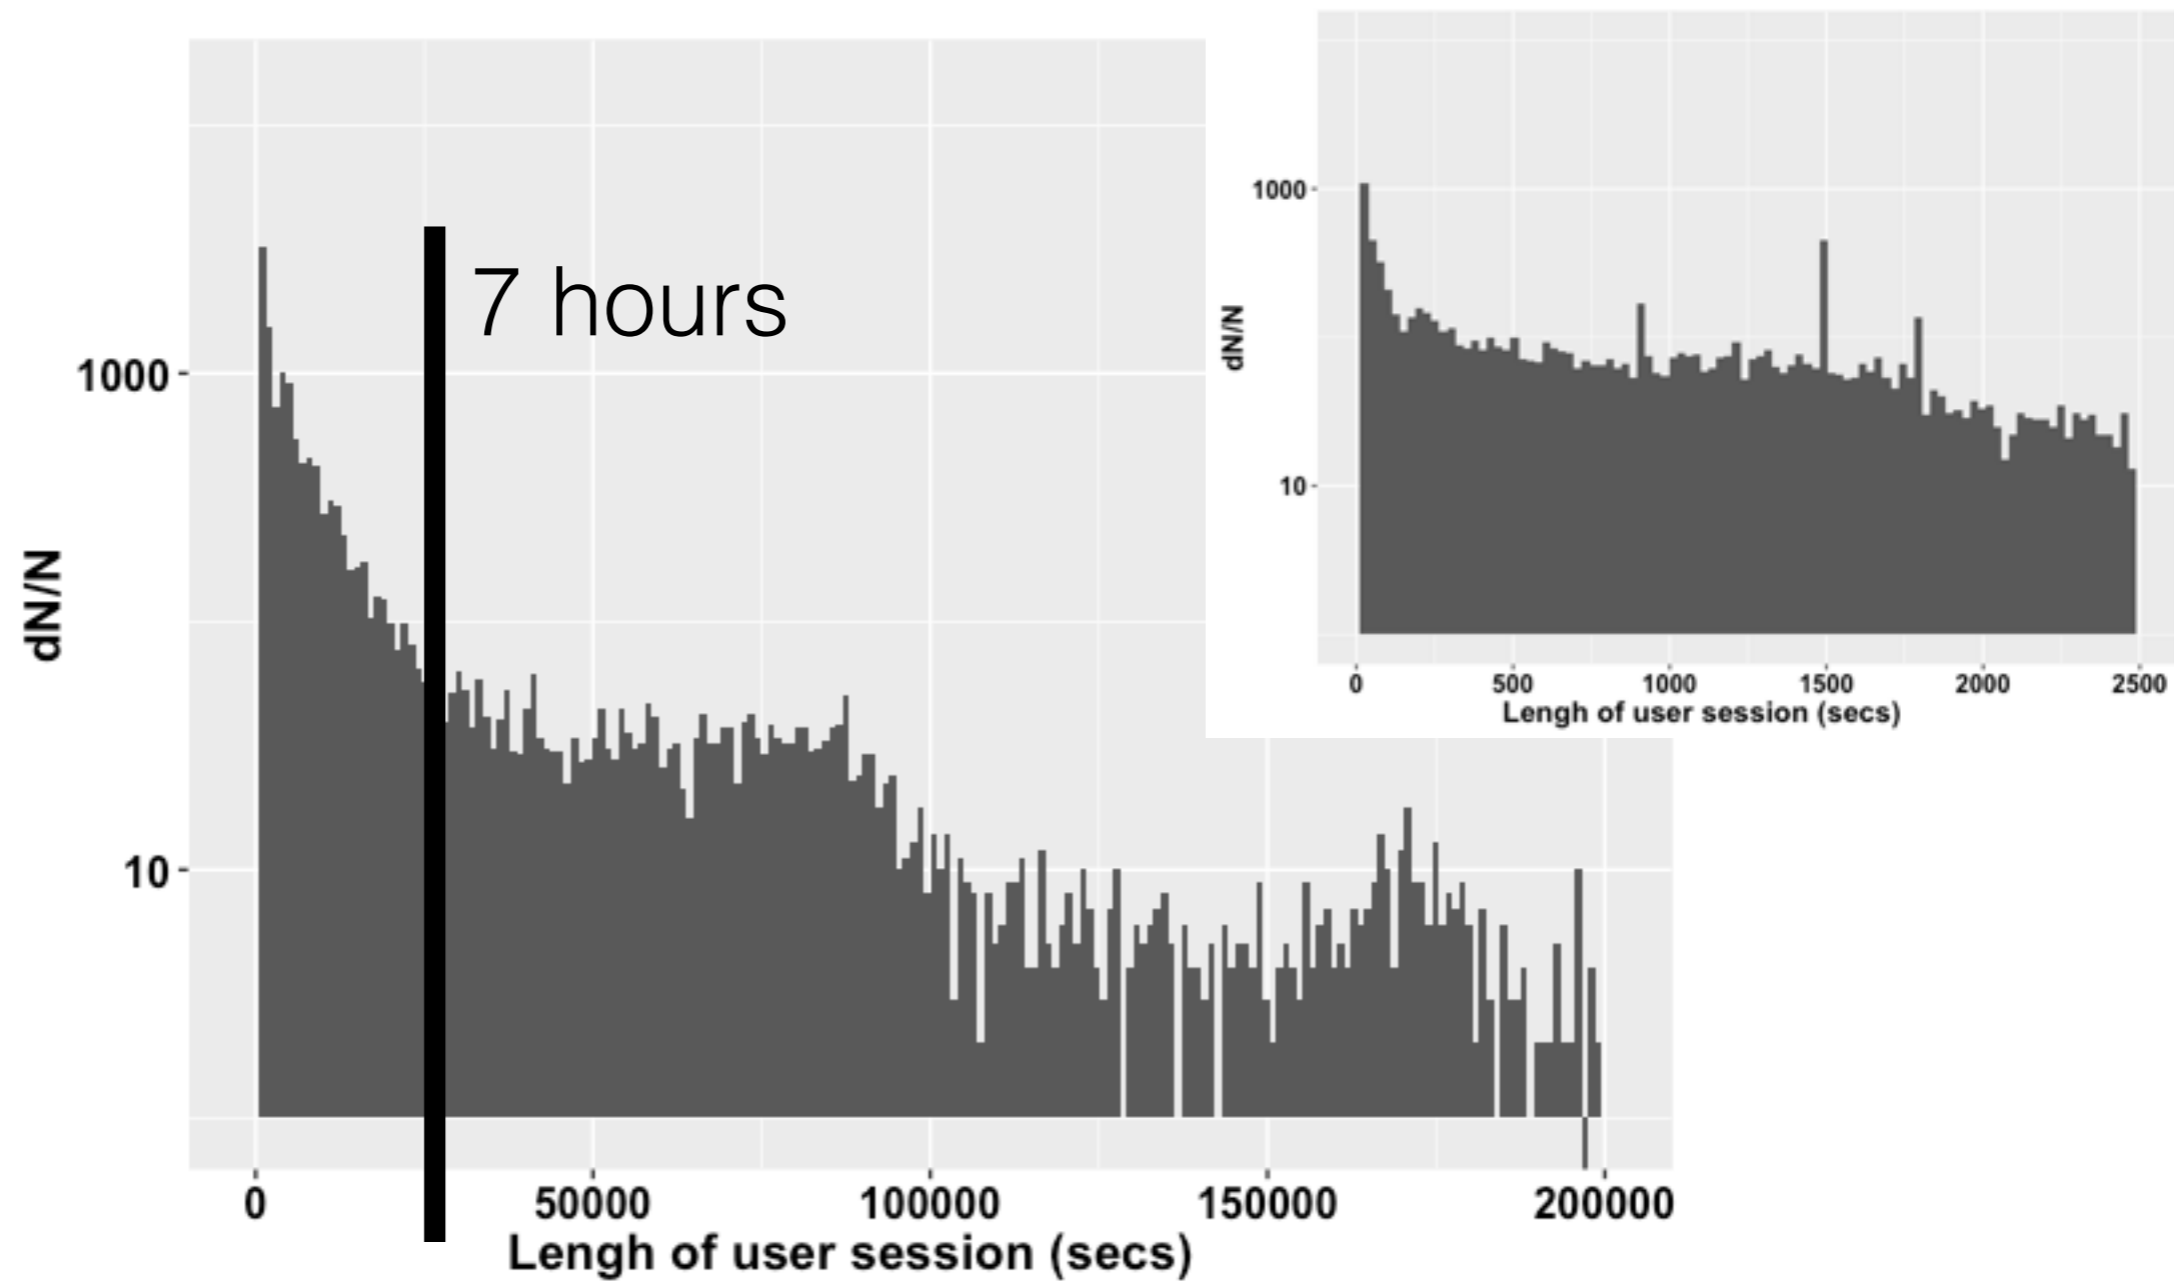 7 hours
dN/N
1000
10
0 50000 100000 150000 200000
Lengh of user session (secs)
dN/N
1000
10
0 500 1000 1500 2000 2500
Lengh of user session (secs)